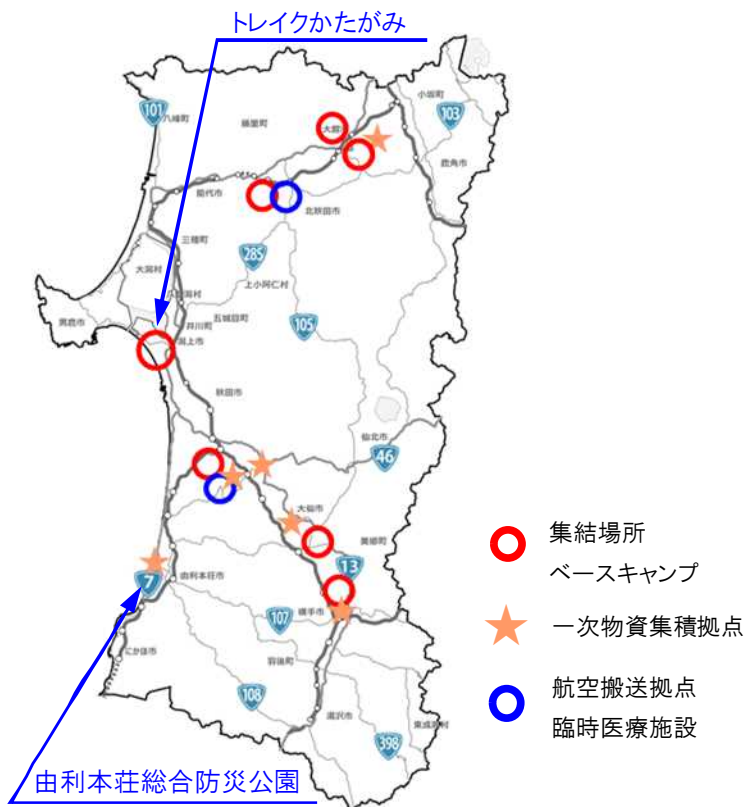 トレイクかたがみ
101
八峰町
藤里町
小坂町
103
大館市
鹿角市
能代市
北秋田市
三種町
285
大潟村
八郎潟村
上小阿仁村
105
五城目町
男鹿市
井川町
潟上市
秋田市
仙北市
46
大仙市
美郷町
集結場所
ベースキャンプ
7
13
由利本荘市
107
横手市
一次物資集積拠点
にかほ市
羽後町
108
航空搬送拠点
臨時医療施設
湯沢市
東成瀬村
398
由利本荘総合防災公園